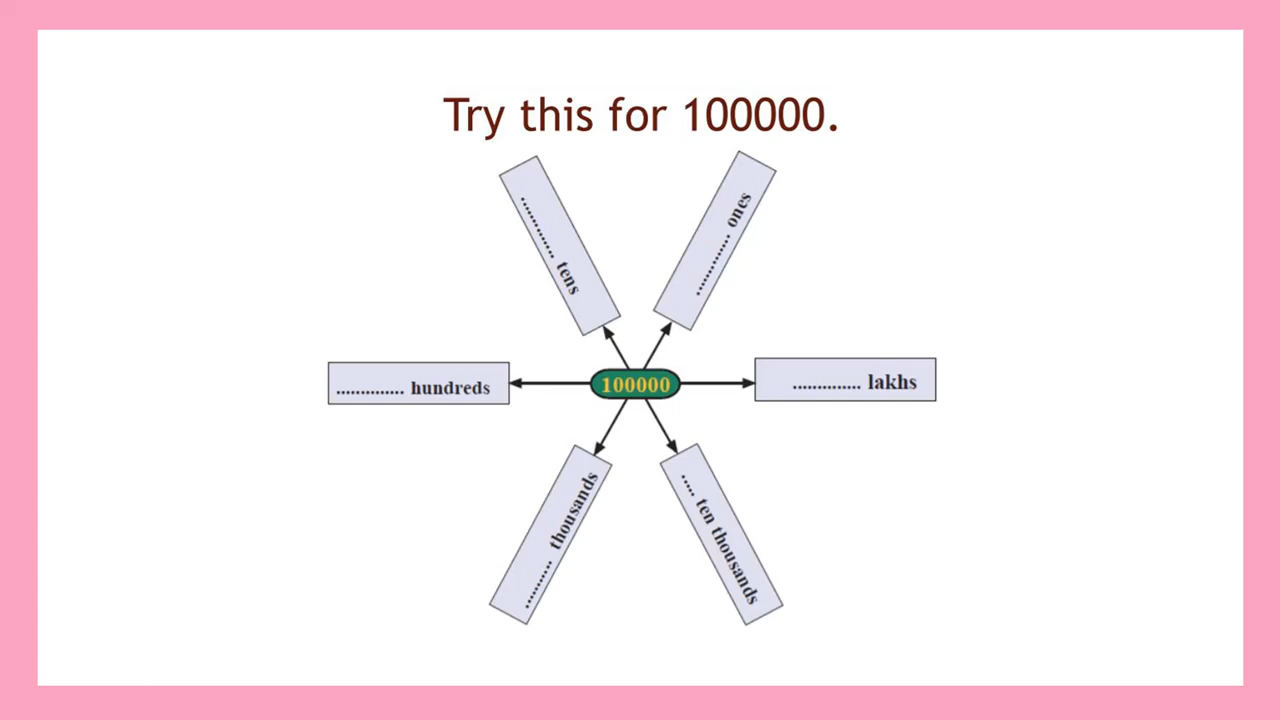 Try this for 100000.
.............. tens
.............. ones
.............. hundreds
100000
.............. lakhs
........... thousands
..... ten thousands